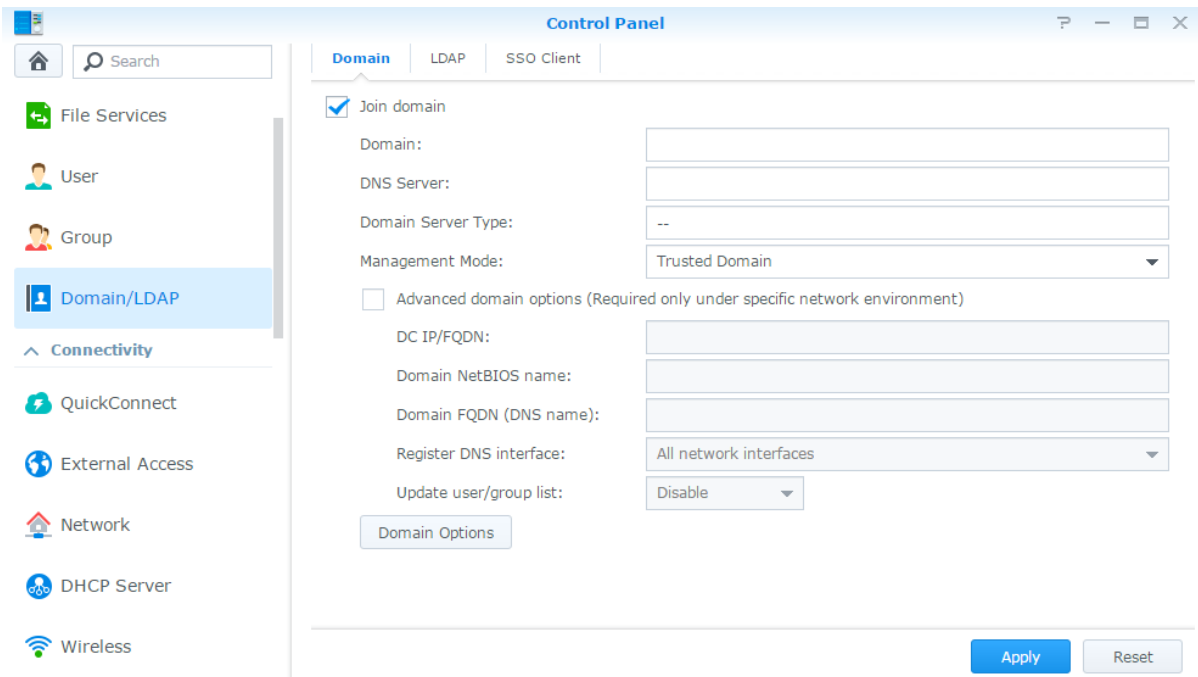 Control Panel
Search
File Services
User
Group
Domain/LDAP
Connectivity
QuickConnect
External Access
Network
DHCP Server
Wireless
Domain LDAP SSO Client
Join domain
Domain:
DNS Server:
Domain Server Type: --
Management Mode: Trusted Domain
Advanced domain options (Required only under specific network environment)
DC IP/FQDN:
Domain NetBIOS name:
Domain FQDN (DNS name):
Register DNS interface: All network interfaces
Update user/group list: Disable
Domain Options
Apply Reset